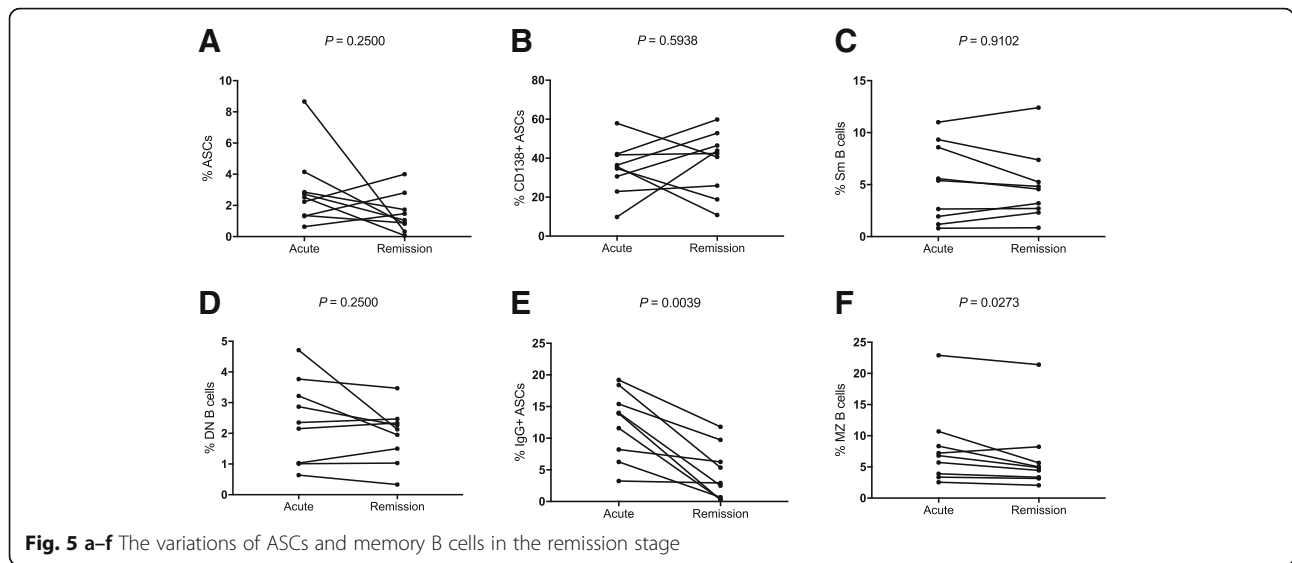 A
P = 0.2500
% ASCs
10
8
6
4
2
0
Acute Remission
B
P = 0.5938
% CD138+ ASCs
80
60
40
20
0
Acute Remission
C
P = 0.9102
% Sm B cells
15
10
5
0
Acute Remission
D
P = 0.2500
% DN B cells
5
4
3
2
1
0
Acute Remission
E
P = 0.0039
% IgG+ ASCs
25
20
15
10
5
0
Acute Remission
F
P = 0.0273
% MZ B cells
25
20
15
10
5
0
Acute Remission
Fig. 5 a–f The variations of ASCs and memory B cells in the remission stage